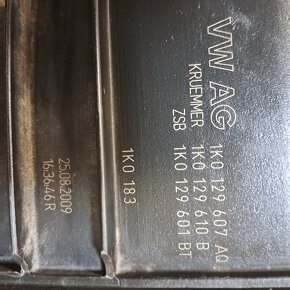 VW AG
1K0 129 607 AQ
KRUEMMER 1K0 129 610 B
ZSB 1K0 129 601 BT
1K0 183
25.08.2009
16:36:46 R